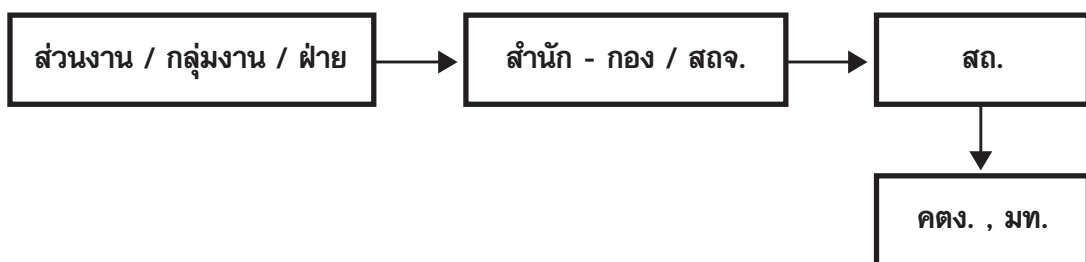 ส่วนงาน / กลุ่มงาน / ฝ่าย
สำนัก - กอง / สถจ.
สถ.
คตง. , มท.